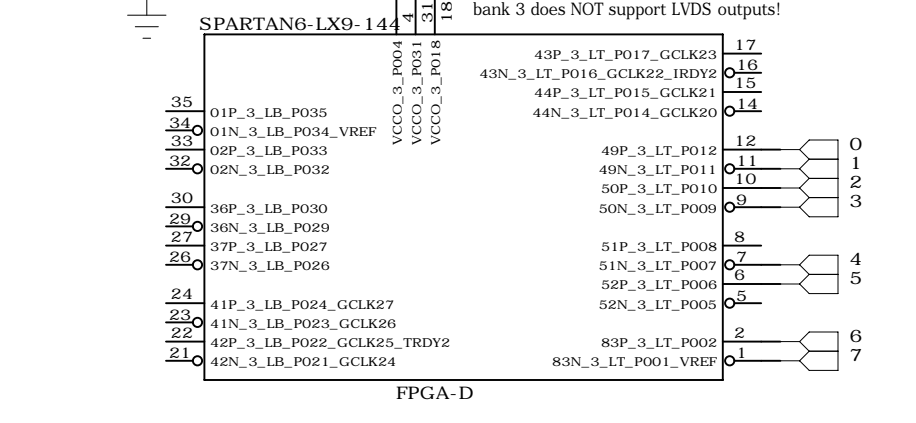 bank 3 does NOT support LVDS outputs!
SPARTAN6-LX9-144
4
31
18
VCCO_3_P004
VCCO_3_P031
VCCO_3_P018
35 01P_3_LB_P035
34 01N_3_LB_P034_VREF
33 02P_3_LB_P033
32 02N_3_LB_P032
30 36P_3_LB_P030
29 36N_3_LB_P029
27 37P_3_LB_P027
26 37N_3_LB_P026
24 41P_3_LB_P024_GCLK27
23 41N_3_LB_P023_GCLK26
22 42P_3_LB_P022_GCLK25_TRDY2
21 42N_3_LB_P021_GCLK24
43P_3_LT_P017_GCLK23 17
43N_3_LT_P016_GCLK22_IRDY2 16
44P_3_LT_P015_GCLK21 15
44N_3_LT_P014_GCLK20 14
49P_3_LT_P012 12 0
49N_3_LT_P011 11 1
50P_3_LT_P010 10 2
50N_3_LT_P009 9 3
51P_3_LT_P008 8
51N_3_LT_P007 7 4
52P_3_LT_P006 6 5
52N_3_LT_P005 5
83P_3_LT_P002 2 6
83N_3_LT_P001_VREF 1 7
FPGA-D